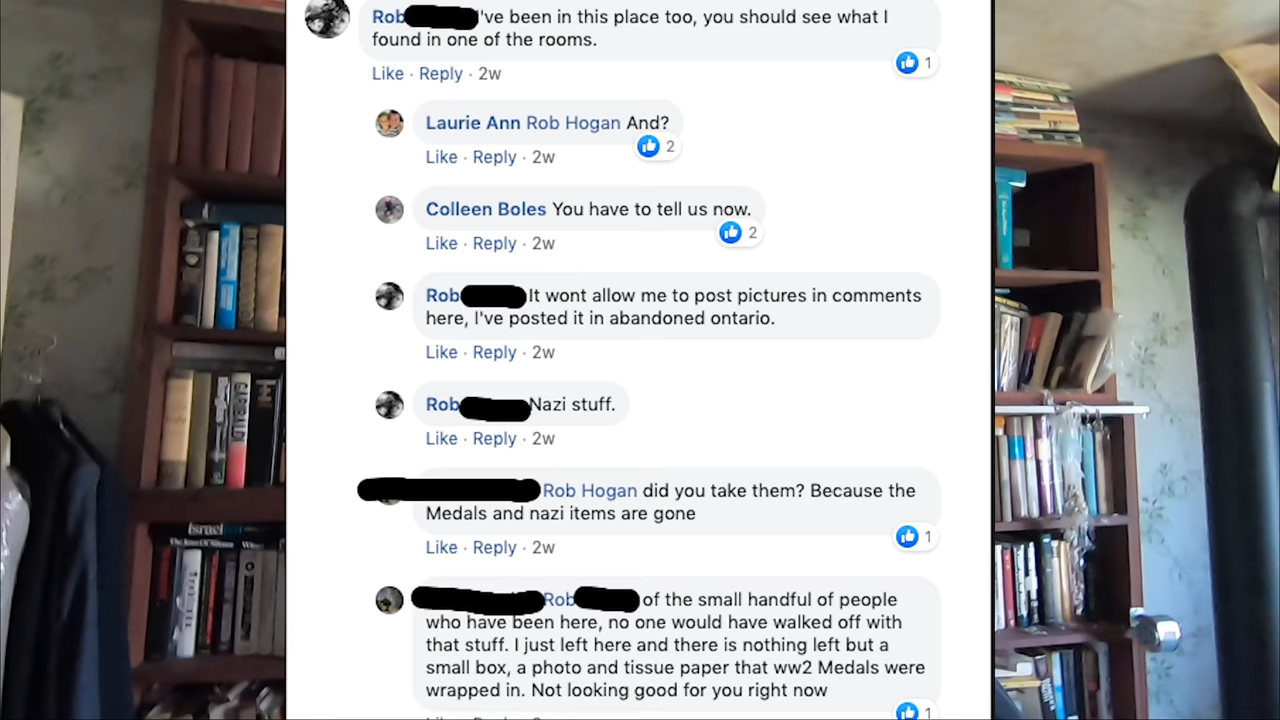 Rob I've been in this place too, you should see what I
found in one of the rooms.
1
Like · Reply · 2w
Laurie Ann Rob Hogan And?
2
Like · Reply · 2w
Colleen Boles You have to tell us now.
2
Like · Reply · 2w
Rob It wont allow me to post pictures in comments
here, I've posted it in abandoned ontario.
Like · Reply · 2w
Rob Nazi stuff.
Like · Reply · 2w
Rob Hogan did you take them? Because the
Medals and nazi items are gone
1
Like · Reply · 2w
Rob of the small handful of people
who have been here, no one would have walked off with
that stuff. I just left here and there is nothing left but a
small box, a photo and tissue paper that ww2 Medals were
wrapped in. Not looking good for you right now
1
GARIBALDI
Israel